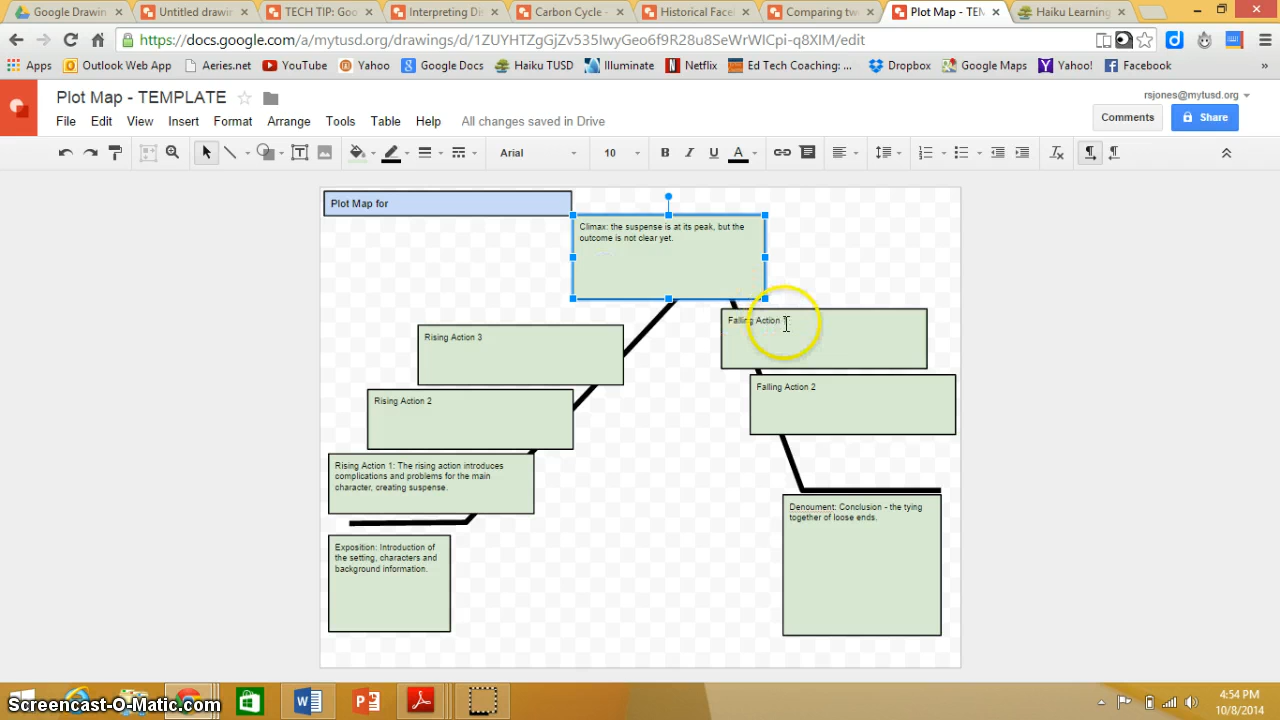 Google Drawin
Untitled drawin
TECH TIP: Goo
Interpreting Dis
Carbon Cycle -
Historical Faceb
Comparing tw
Plot Map - TEM
Haiku Learning
https://docs.google.com/a/mytusd.org/drawings/d/1ZUYHTZgGjZv535IwyGeo6f9R28u8SeWrWICpi-q8XIM/edit
Apps
Outlook Web App
Aeries.net
YouTube
Yahoo
Google Docs
Haiku TUSD
Illuminate
Netflix
Ed Tech Coaching: ...
Dropbox
Google Maps
Yahoo!
Facebook
»
Plot Map - TEMPLATE
rsjones@mytusd.org
File Edit View Insert Format Arrange Tools Table Help All changes saved in Drive
Comments
Share
Arial 10 B I U A
Plot Map for
Climax: the suspense is at its peak, but the
outcome is not clear yet.
Falling Action
Rising Action 3
Falling Action 2
Rising Action 2
Rising Action 1: The rising action introduces
complications and problems for the main
character, creating suspense.
Denoument: Conclusion - the tying
together of loose ends.
Exposition: Introduction of
the setting, characters and
background information.
Screencast-O-Matic.com
4:54 PM
10/8/2014